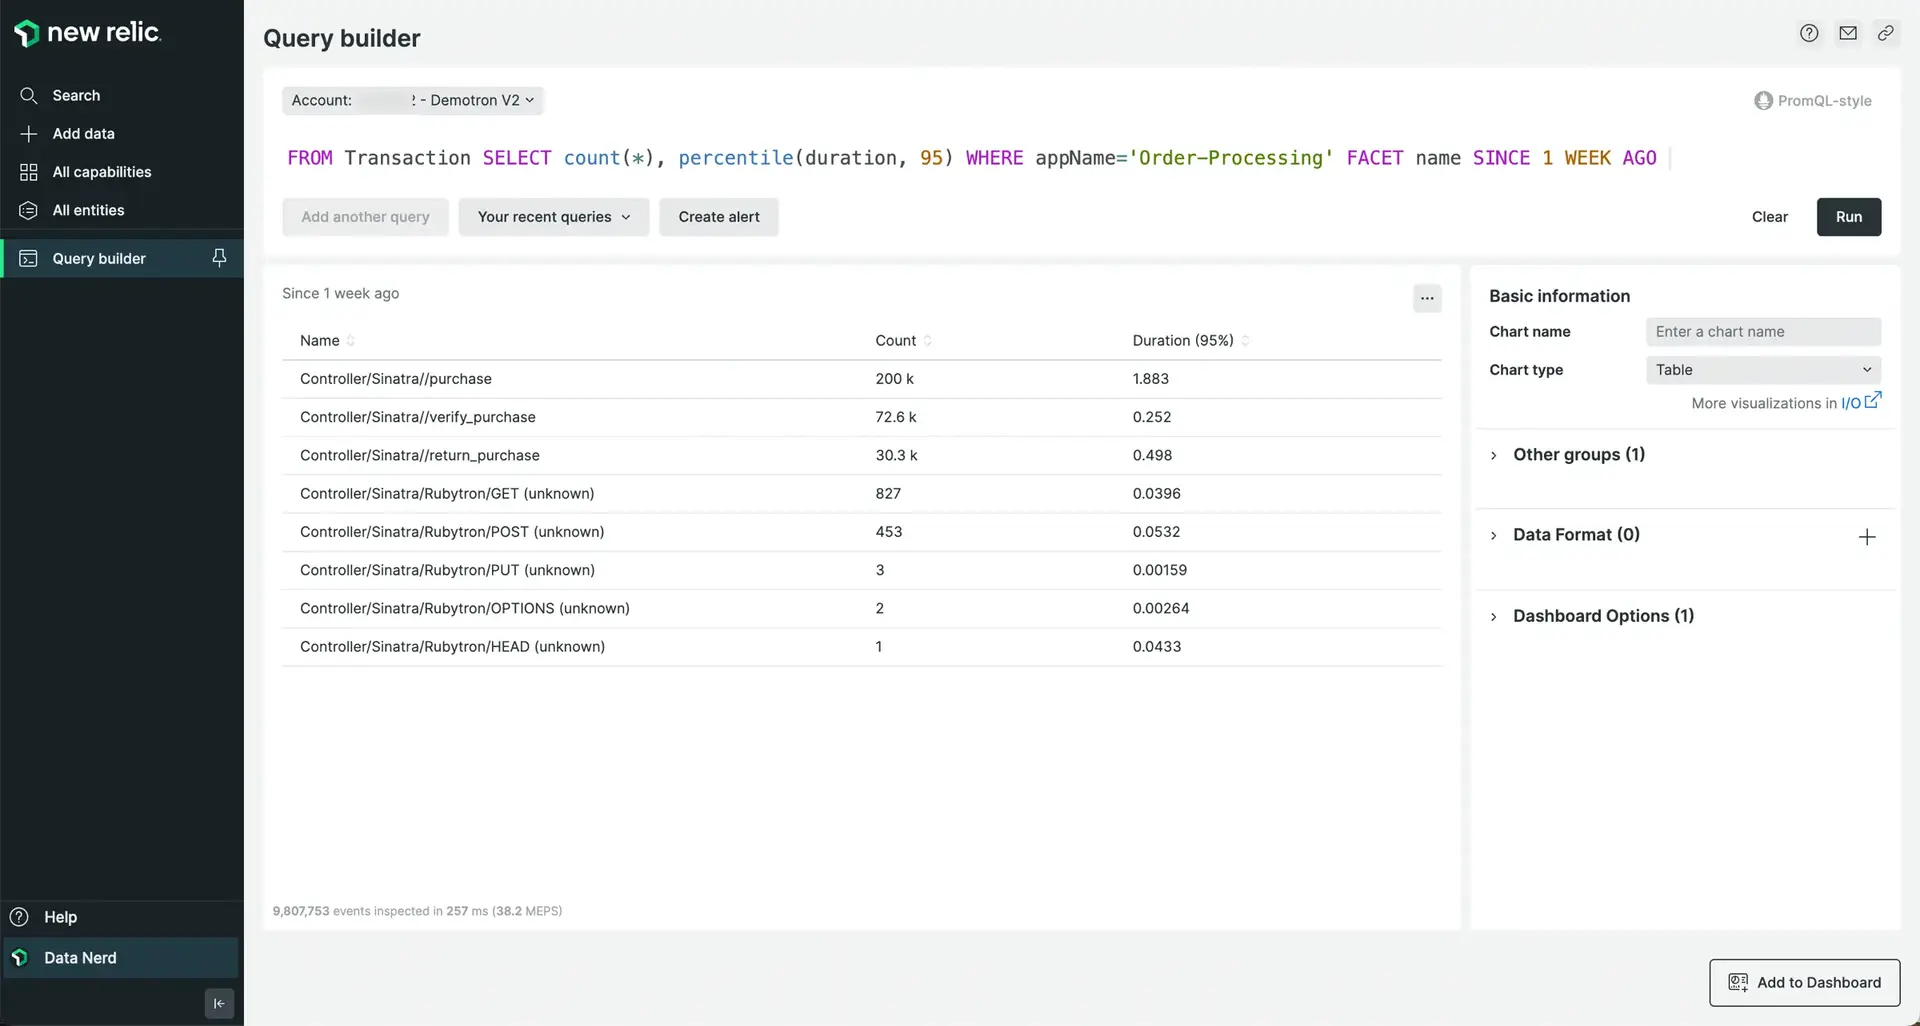 new relic.
Search
Add data
All capabilities
All entities
Query builder
Help
Data Nerd
Query builder
Account: - Demotron V2
PromQL-style
FROM Transaction SELECT count(*), percentile(duration, 95) WHERE appName='Order-Processing' FACET name SINCE 1 WEEK AGO
Add another query Your recent queries Create alert Clear Run
Since 1 week ago
...
Name Count Duration (95%)
Controller/Sinatra//purchase 200 k 1.883
Controller/Sinatra//verify_purchase 72.6 k 0.252
Controller/Sinatra//return_purchase 30.3 k 0.498
Controller/Sinatra/Rubytron/GET (unknown) 827 0.0396
Controller/Sinatra/Rubytron/POST (unknown) 453 0.0532
Controller/Sinatra/Rubytron/PUT (unknown) 3 0.00159
Controller/Sinatra/Rubytron/OPTIONS (unknown) 2 0.00264
Controller/Sinatra/Rubytron/HEAD (unknown) 1 0.0433
9,807,753 events inspected in 257 ms (38.2 MEPS)
Basic information
Chart name Enter a chart name
Chart type Table
More visualizations in I/O
Other groups (1)
Data Format (0)
Dashboard Options (1)
Add to Dashboard